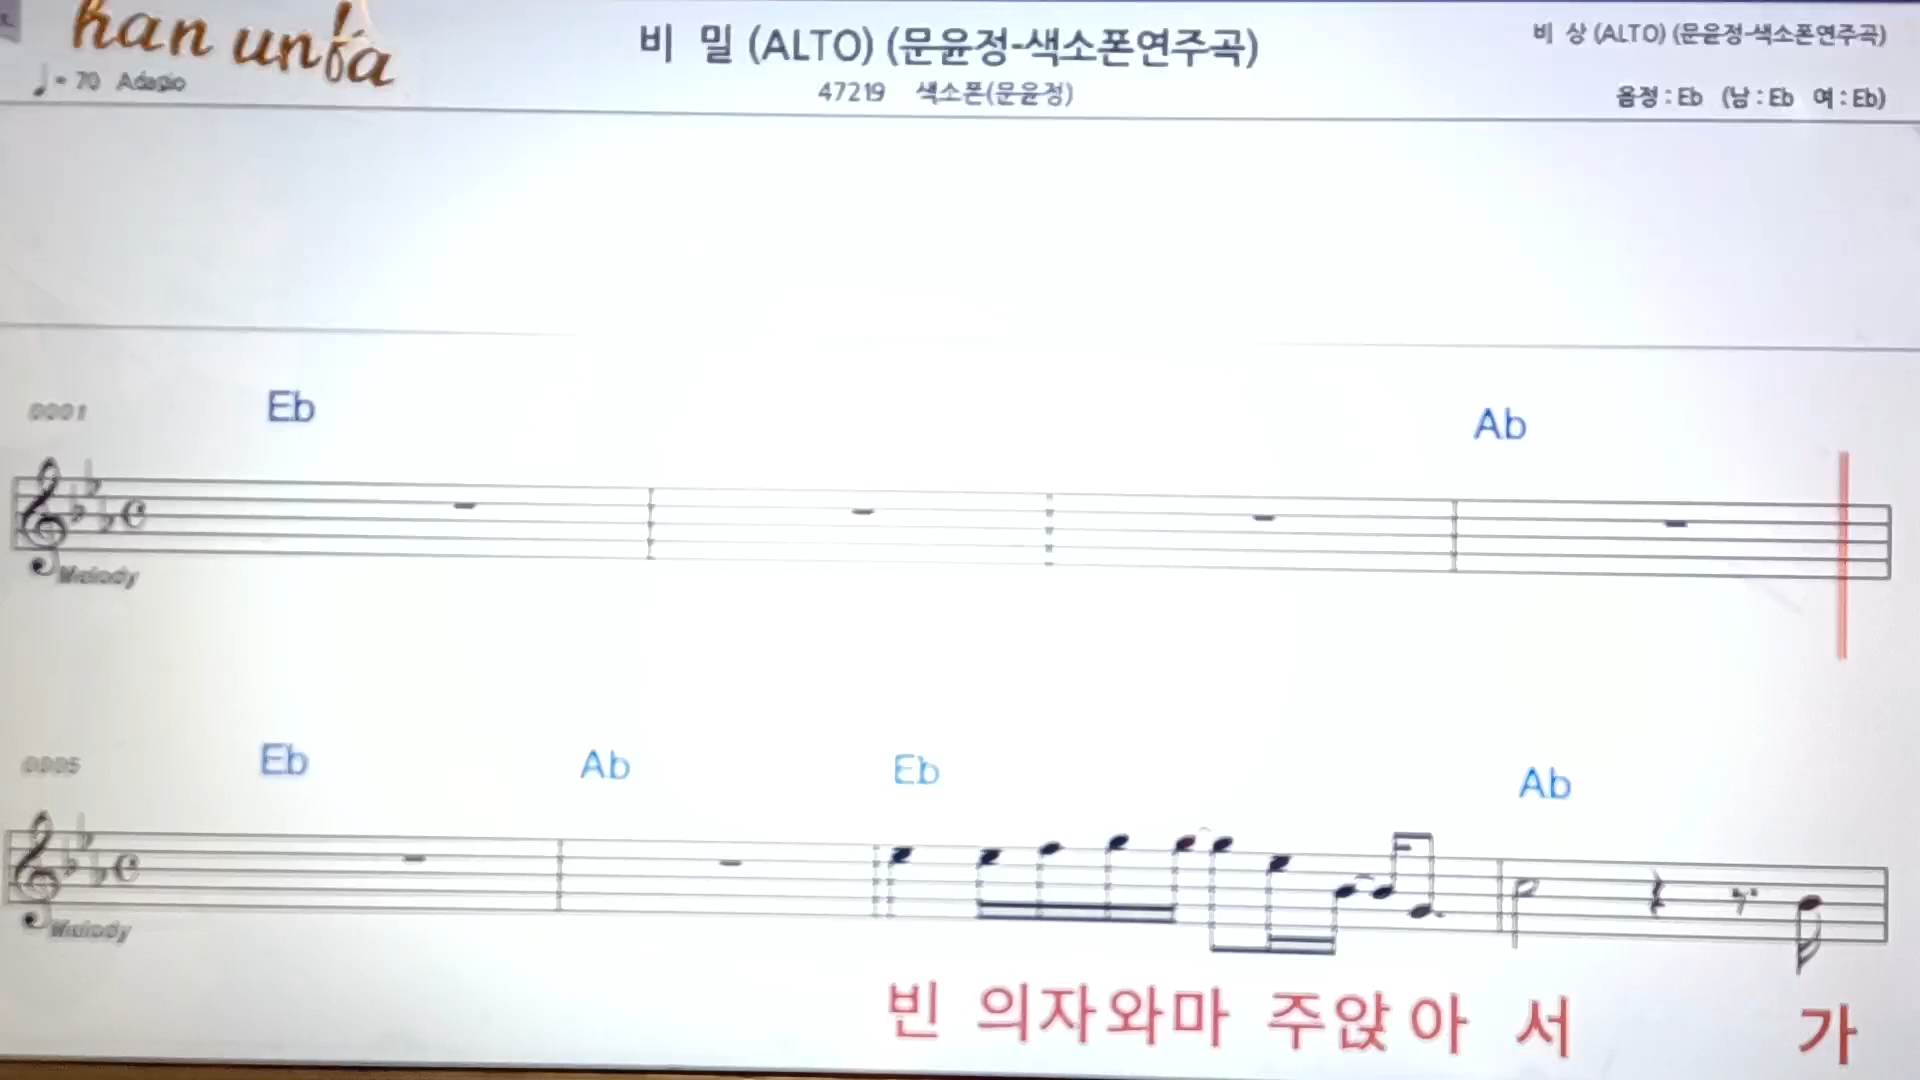 han unha
비 밀 (ALTO) (문윤정-색소폰연주곡)
비 상 (ALTO) (문윤정-색소폰연주곡)
♩= 70 Adagio
47219 색소폰(문윤정)
음정 : Eb (남 : Eb 여 : Eb)
0001 Eb Ab
Melody
0005 Eb Ab Eb Ab
Melody
빈 의자와마 주앉아 서 가